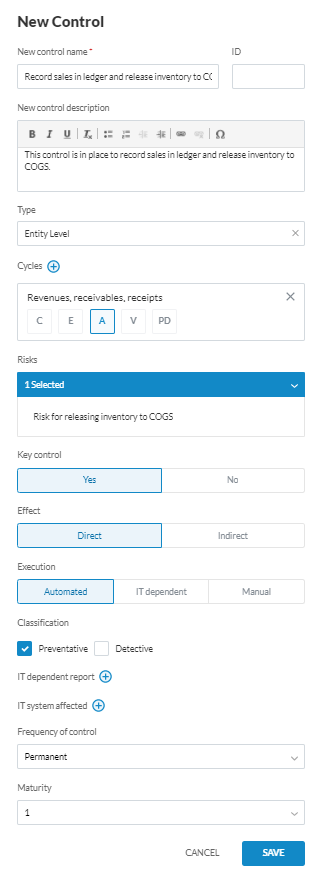 New Control
New control name *
ID
Record sales in ledger and release inventory to CO
New control description
B I U Tx Ω
This control is in place to record sales in ledger and release inventory to
COGS.
Type
Entity Level
Cycles
Revenues, receivables, receipts
C E A V PD
Risks
1 Selected
Risk for releasing inventory to COGS
Key control
Yes No
Effect
Direct Indirect
Execution
Automated IT dependent Manual
Classification
Preventative Detective
IT dependent report
IT system affected
Frequency of control
Permanent
Maturity
1
CANCEL SAVE